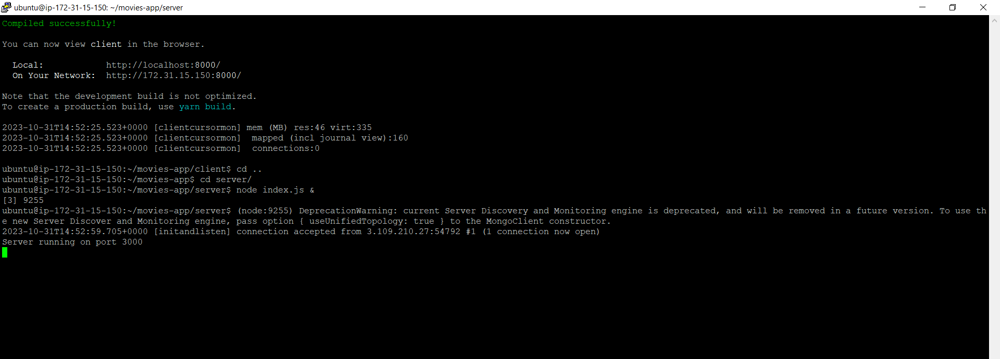 ubuntu@ip-172-31-15-150: ~/movies-app/server
Compiled successfully!
You can now view client in the browser.
Local:            http://localhost:8000/
On Your Network:  http://172.31.15.150:8000/
Note that the development build is not optimized.
To create a production build, use yarn build.
2023-10-31T14:52:25.523+0000 [clientcursormon] mem (MB) res:46 virt:335
2023-10-31T14:52:25.523+0000 [clientcursormon]  mapped (incl journal view):160
2023-10-31T14:52:25.523+0000 [clientcursormon]  connections:0
ubuntu@ip-172-31-15-150:~/movies-app/client$ cd ..
ubuntu@ip-172-31-15-150:~/movies-app$ cd server/
ubuntu@ip-172-31-15-150:~/movies-app/server$ node index.js &
[3] 9255
ubuntu@ip-172-31-15-150:~/movies-app/server$ (node:9255) DeprecationWarning: current Server Discovery and Monitoring engine is deprecated, and will be removed in a future version. To use th
e new Server Discover and Monitoring engine, pass option { useUnifiedTopology: true } to the MongoClient constructor.
2023-10-31T14:52:59.705+0000 [initandlisten] connection accepted from 3.109.210.27:54792 #1 (1 connection now open)
Server running on port 3000